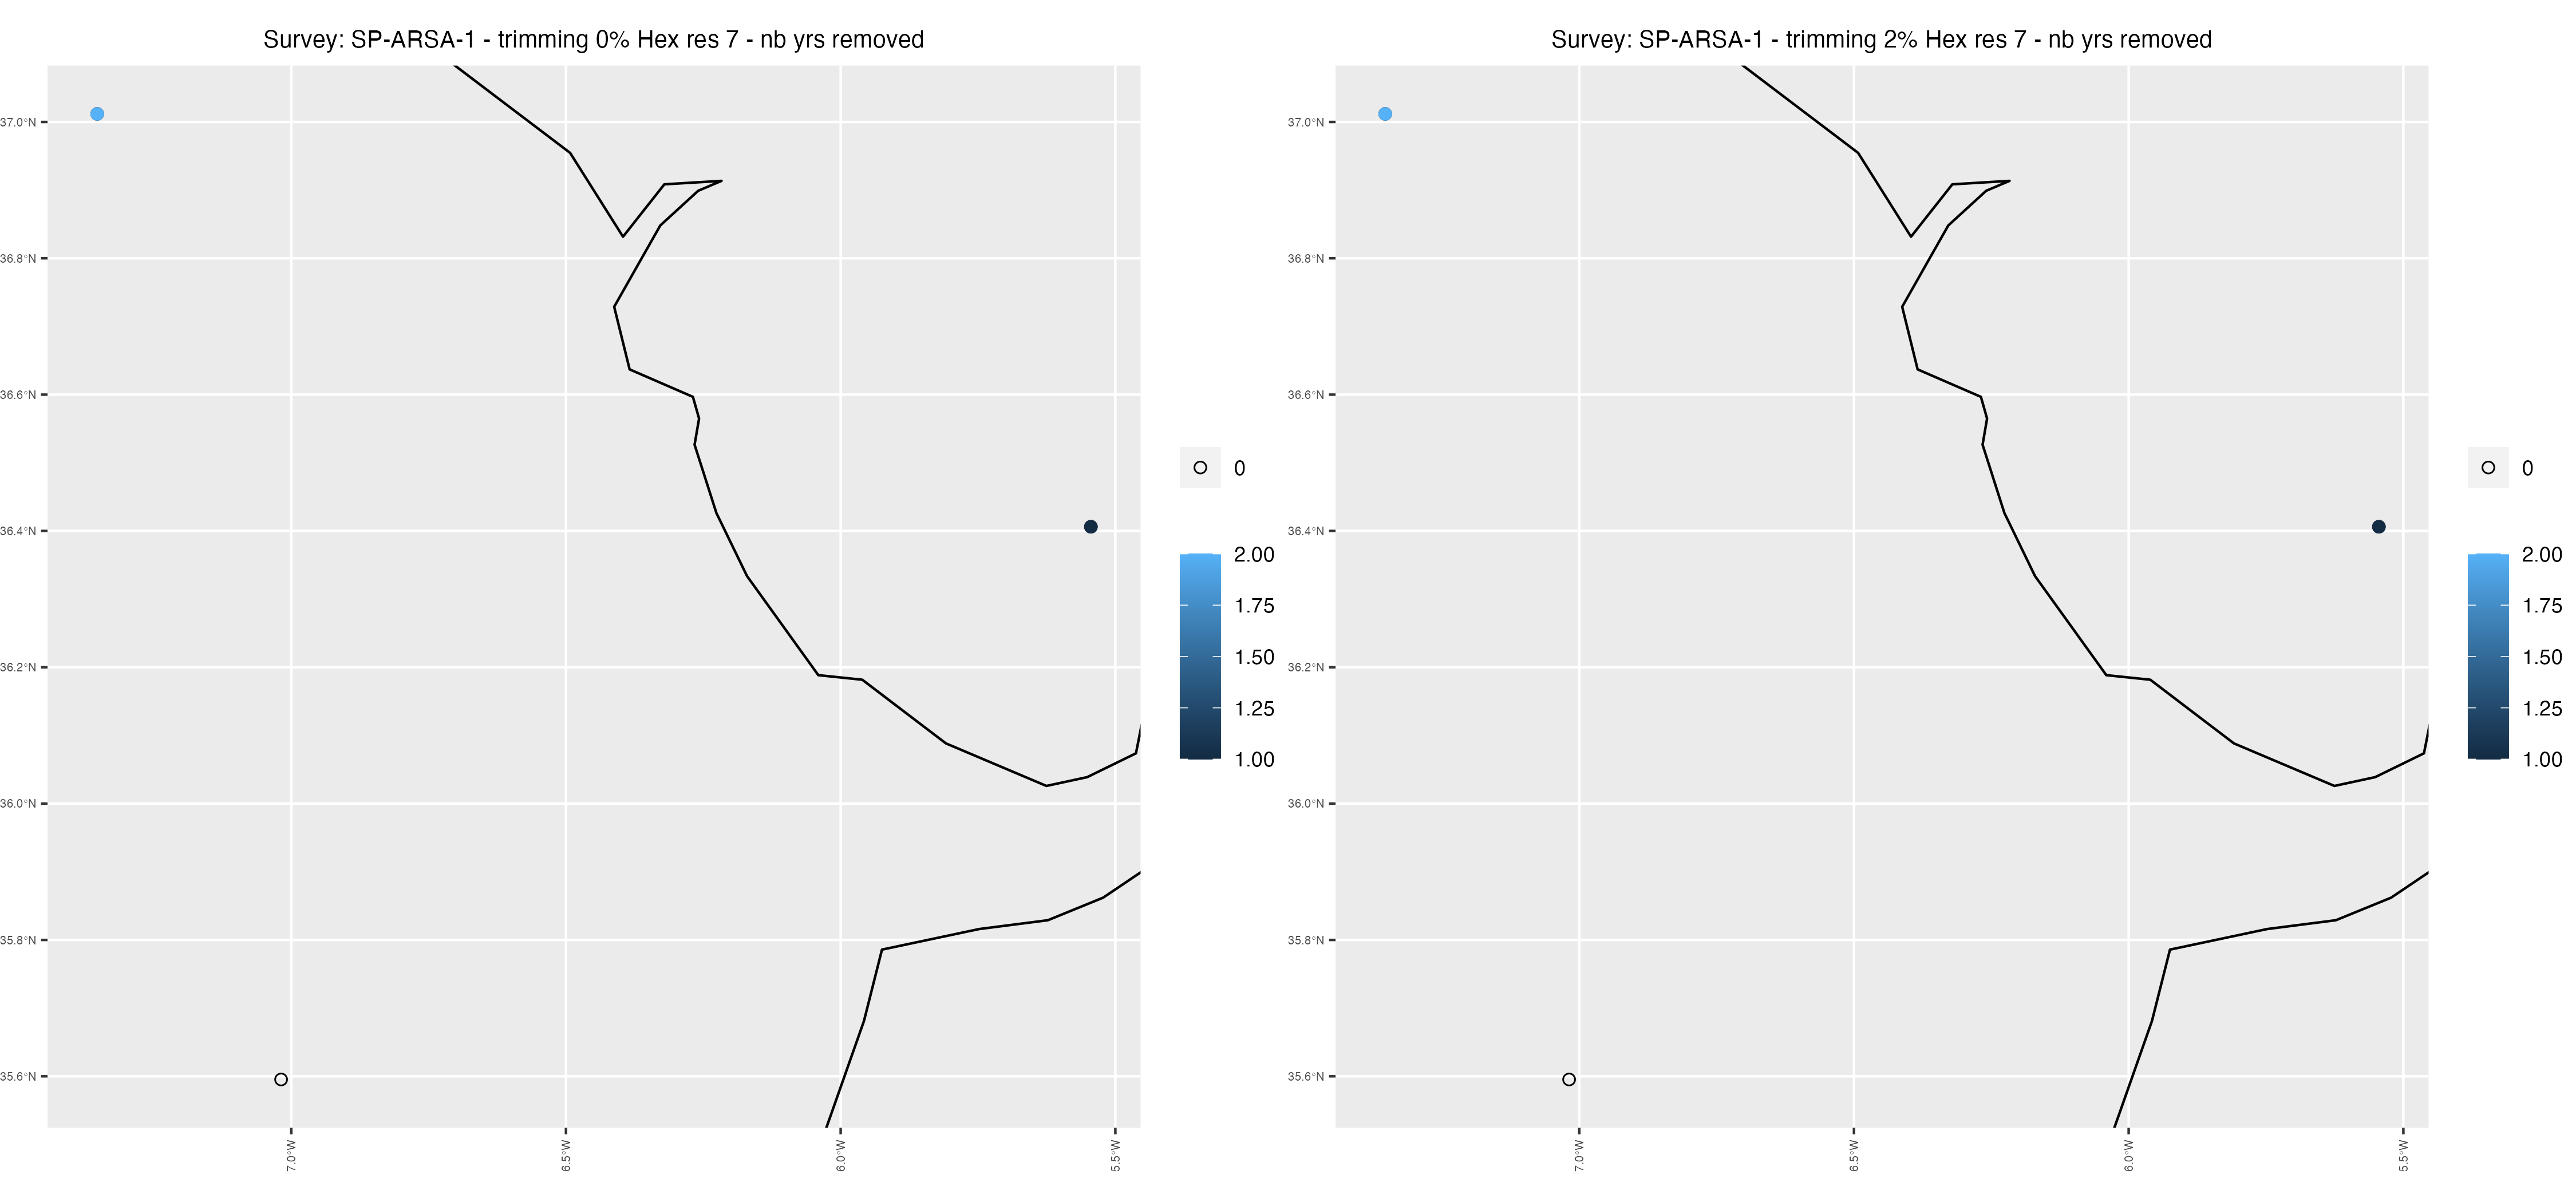 Survey: SP-ARSA-1 - trimming 0% Hex res 7 - nb yrs removed
37.0°N
36.8°N
36.6°N
36.4°N
36.2°N
36.0°N
35.8°N
35.6°N
7.0°W
6.5°W
6.0°W
5.5°W
0
2.00
1.75
1.50
1.25
1.00
Survey: SP-ARSA-1 - trimming 2% Hex res 7 - nb yrs removed
37.0°N
36.8°N
36.6°N
36.4°N
36.2°N
36.0°N
35.8°N
35.6°N
7.0°W
6.5°W
6.0°W
5.5°W
0
2.00
1.75
1.50
1.25
1.00